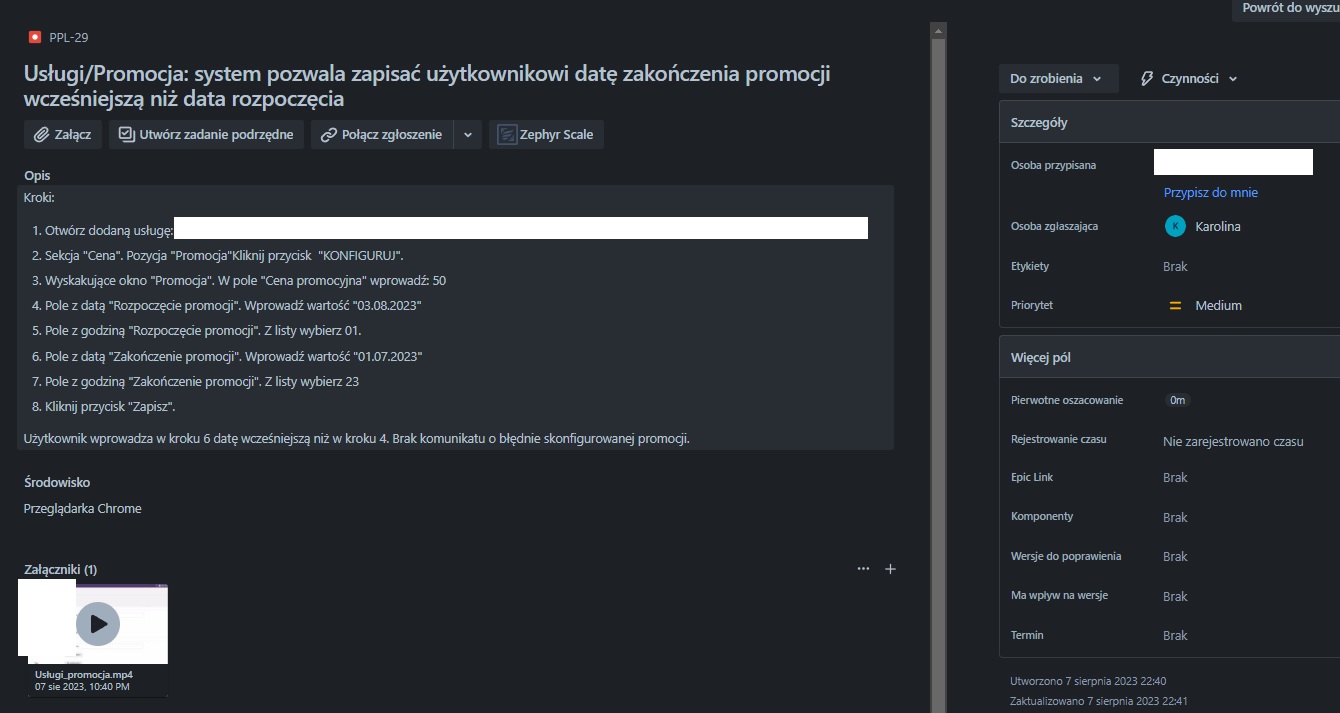 Powrót do wyszu
PPL-29
Usługi/Promocja: system pozwala zapisać użytkownikowi datę zakończenia promocji
wcześniejszą niż data rozpoczęcia
Załącz
Utwórz zadanie podrzędne
Połącz zgłoszenie
Zephyr Scale
Opis
Kroki:
1. Otwórz dodaną usługę:
2. Sekcja "Cena". Pozycja "Promocja"Kliknij przycisk "KONFIGURUJ".
3. Wyskakujące okno "Promocja". W pole "Cena promocyjna" wprowadź: 50
4. Pole z datą "Rozpoczęcie promocji". Wprowadź wartość "03.08.2023"
5. Pole z godziną "Rozpoczęcie promocji". Z listy wybierz 01.
6. Pole z datą "Zakończenie promocji". Wprowadź wartość "01.07.2023"
7. Pole z godziną "Zakończenie promocji". Z listy wybierz 23
8. Kliknij przycisk "Zapisz".
Użytkownik wprowadza w kroku 6 datę wcześniejszą niż w kroku 4. Brak komunikatu o błędnie skonfigurowanej promocji.
Środowisko
Przeglądarka Chrome
Załączniki (1)
Usługi_promocja.mp4
07 sie 2023, 10:40 PM
Do zrobienia
Czynności
Szczegóły
Osoba przypisana
Przypisz do mnie
Osoba zgłaszająca
K Karolina
Etykiety
Brak
Priorytet
Medium
Więcej pól
Pierwotne oszacowanie
0m
Rejestrowanie czasu
Nie zarejestrowano czasu
Epic Link
Brak
Komponenty
Brak
Wersje do poprawienia
Brak
Ma wpływ na wersje
Brak
Termin
Brak
Utworzono 7 sierpnia 2023 22:40
Zaktualizowano 7 sierpnia 2023 22:41